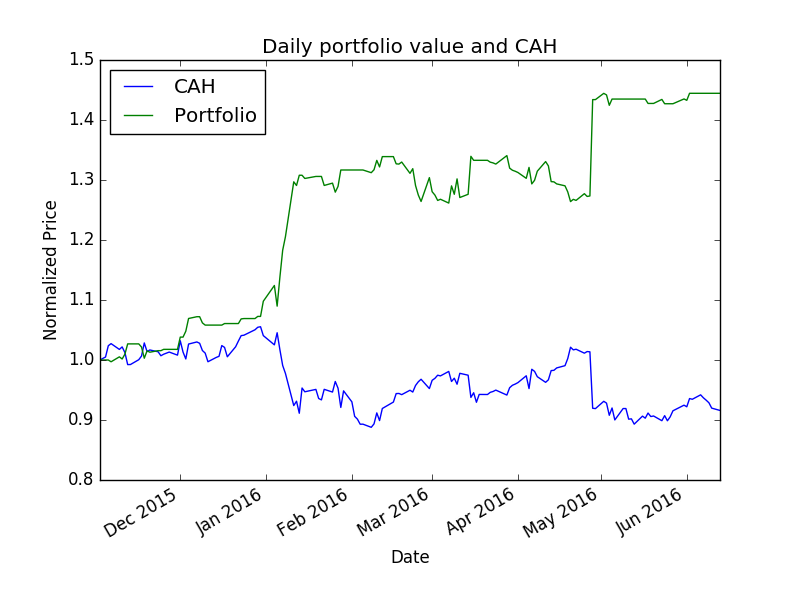 Daily portfolio value and CAH
1.5
1.4
1.3
1.2
1.1
1.0
0.9
0.8
Normalized Price
CAH
Portfolio
Dec 2015
Jan 2016
Feb 2016
Mar 2016
Apr 2016
May 2016
Jun 2016
Date